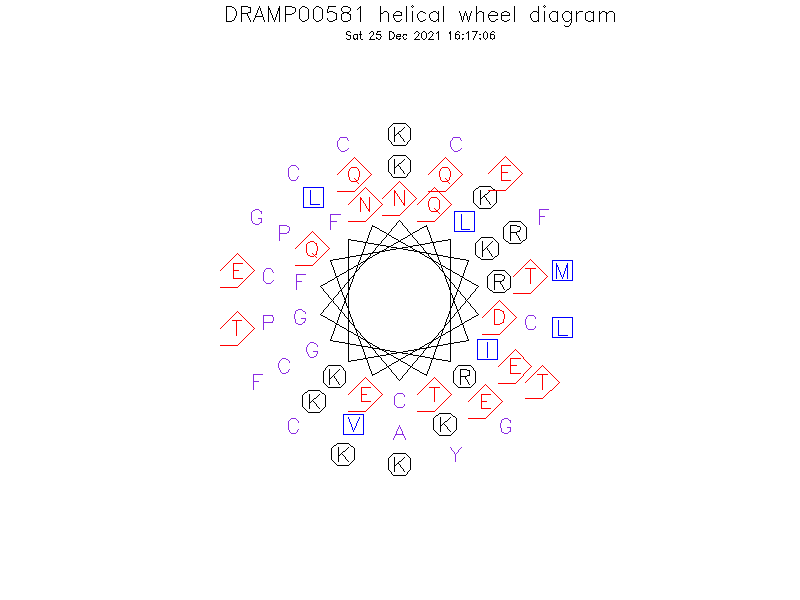 DRAMP00581 helical wheel diagram
Sat 25 Dec 2021 16:17:06
K
C C
K
C Q Q E
L N N Q K
G P F L F
Q K R
E C F R T M
T P G D C L
G I
F C K R E T
K E C T E
C V A K G
K K Y